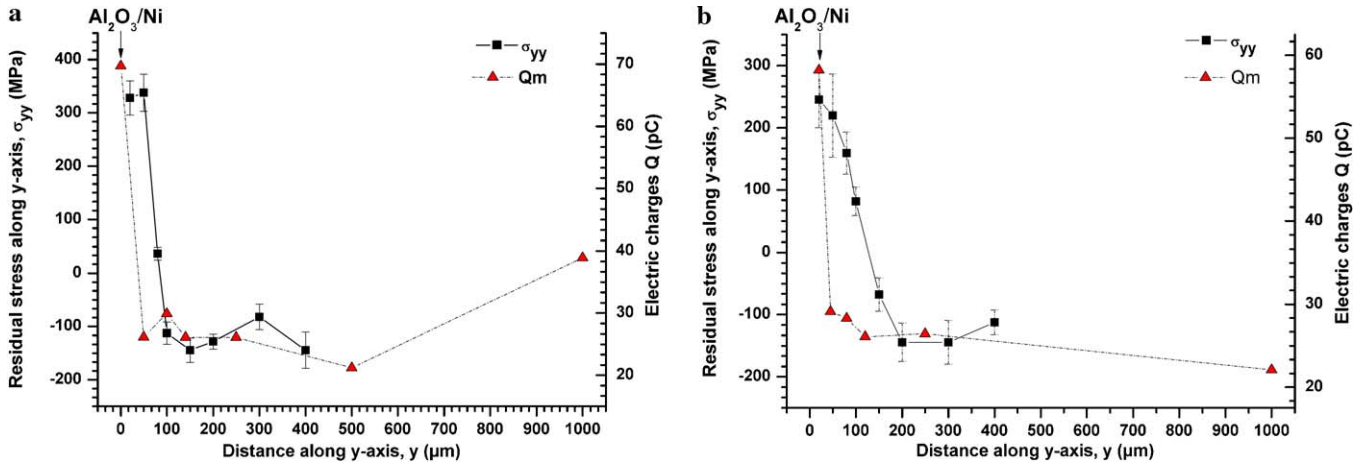 a
Al₂O₃/Ni
σyy
Qm
Residual stress along y-axis, σyy (MPa)
400
300
200
100
0
-100
-200
Electric charges Q (pC)
70
60
50
40
30
20
0 100 200 300 400 500 600 700 800 900 1000
Distance along y-axis, y (µm)
b
Al₂O₃/Ni
σyy
Qm
Residual stress along y-axis, σyy (MPa)
300
200
100
0
-100
-200
Electric charges Q (pC)
60
50
40
30
20
0 100 200 300 400 500 600 700 800 900 1000
Distance along y-axis, y (µm)